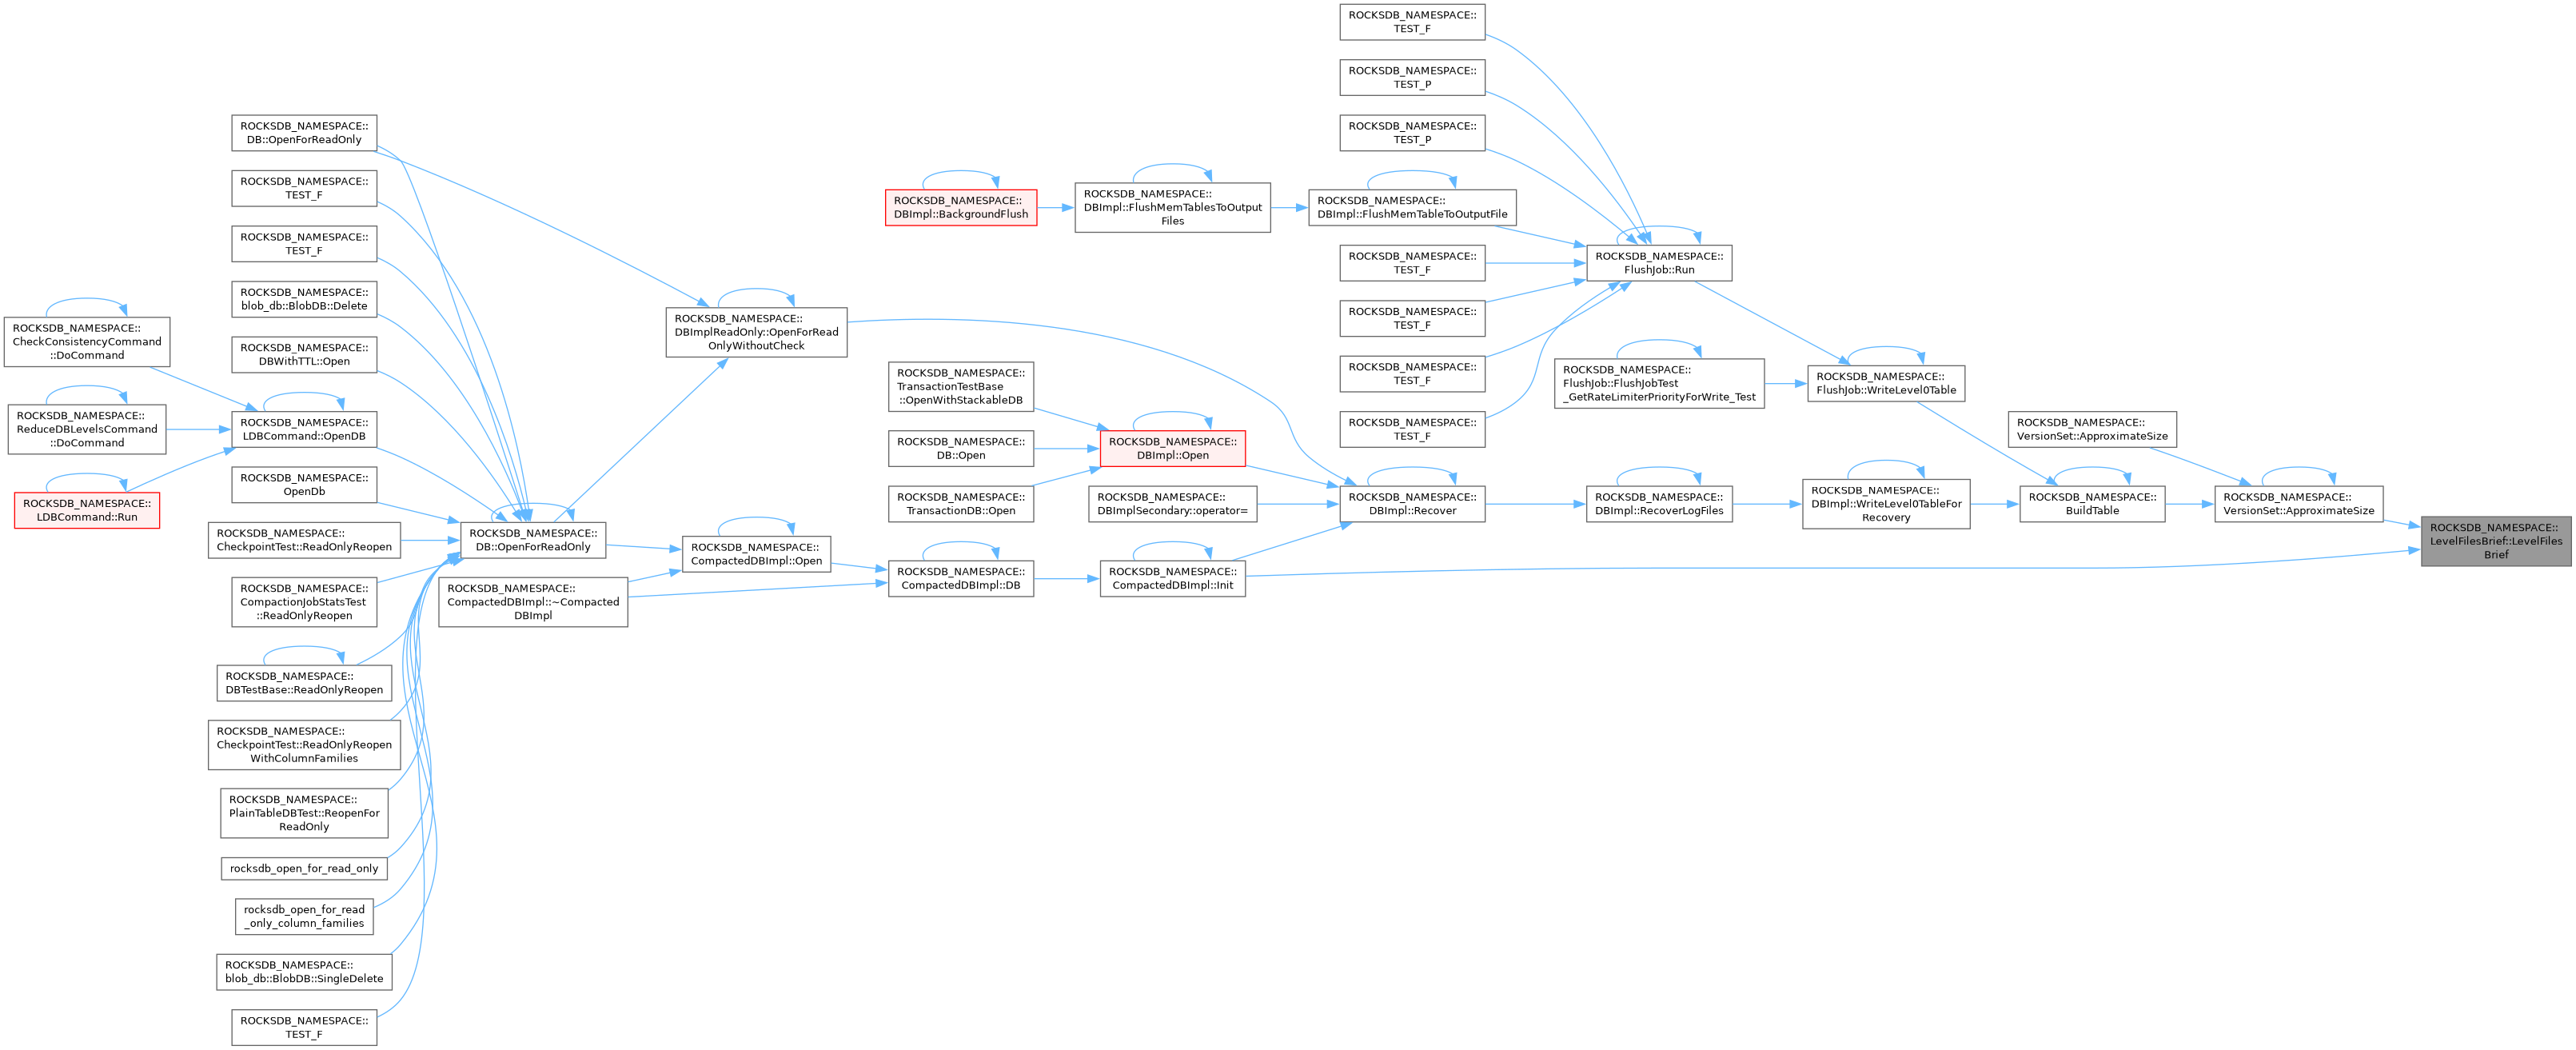 ROCKSDB_NAMESPACE::
DB::OpenForReadOnly
ROCKSDB_NAMESPACE::
TEST_F
ROCKSDB_NAMESPACE::
TEST_F
ROCKSDB_NAMESPACE::
blob_db::BlobDB::Delete
ROCKSDB_NAMESPACE::
DBWithTTL::Open
ROCKSDB_NAMESPACE::
CheckConsistencyCommand
::DoCommand
ROCKSDB_NAMESPACE::
ReduceDBLevelsCommand
::DoCommand
ROCKSDB_NAMESPACE::
LDBCommand::Run
ROCKSDB_NAMESPACE::
LDBCommand::OpenDB
ROCKSDB_NAMESPACE::
OpenDb
ROCKSDB_NAMESPACE::
CheckpointTest::ReadOnlyReopen
ROCKSDB_NAMESPACE::
CompactionJobStatsTest
::ReadOnlyReopen
ROCKSDB_NAMESPACE::
DBTestBase::ReadOnlyReopen
ROCKSDB_NAMESPACE::
CheckpointTest::ReadOnlyReopen
WithColumnFamilies
ROCKSDB_NAMESPACE::
PlainTableDBTest::ReopenFor
ReadOnly
rocksdb_open_for_read_only
rocksdb_open_for_read
_only_column_families
ROCKSDB_NAMESPACE::
blob_db::BlobDB::SingleDelete
ROCKSDB_NAMESPACE::
TEST_F
ROCKSDB_NAMESPACE::
DB::OpenForReadOnly
ROCKSDB_NAMESPACE::
CompactedDBImpl::~Compacted
DBImpl
ROCKSDB_NAMESPACE::
DBImplReadOnly::OpenForRead
OnlyWithoutCheck
ROCKSDB_NAMESPACE::
CompactedDBImpl::Open
ROCKSDB_NAMESPACE::
DBImpl::BackgroundFlush
ROCKSDB_NAMESPACE::
TransactionTestBase
::OpenWithStackableDB
ROCKSDB_NAMESPACE::
DB::Open
ROCKSDB_NAMESPACE::
TransactionDB::Open
ROCKSDB_NAMESPACE::
CompactedDBImpl::DB
ROCKSDB_NAMESPACE::
DBImpl::FlushMemTablesToOutput
Files
ROCKSDB_NAMESPACE::
DBImpl::Open
ROCKSDB_NAMESPACE::
DBImplSecondary::operator=
ROCKSDB_NAMESPACE::
CompactedDBImpl::Init
ROCKSDB_NAMESPACE::
TEST_F
ROCKSDB_NAMESPACE::
TEST_P
ROCKSDB_NAMESPACE::
TEST_P
ROCKSDB_NAMESPACE::
DBImpl::FlushMemTableToOutputFile
ROCKSDB_NAMESPACE::
TEST_F
ROCKSDB_NAMESPACE::
TEST_F
ROCKSDB_NAMESPACE::
TEST_F
ROCKSDB_NAMESPACE::
TEST_F
ROCKSDB_NAMESPACE::
DBImpl::Recover
ROCKSDB_NAMESPACE::
FlushJob::Run
ROCKSDB_NAMESPACE::
FlushJob::FlushJobTest
_GetRateLimiterPriorityForWrite_Test
ROCKSDB_NAMESPACE::
DBImpl::RecoverLogFiles
ROCKSDB_NAMESPACE::
FlushJob::WriteLevel0Table
ROCKSDB_NAMESPACE::
DBImpl::WriteLevel0TableFor
Recovery
ROCKSDB_NAMESPACE::
VersionSet::ApproximateSize
ROCKSDB_NAMESPACE::
BuildTable
ROCKSDB_NAMESPACE::
VersionSet::ApproximateSize
ROCKSDB_NAMESPACE::
LevelFilesBrief::LevelFiles
Brief